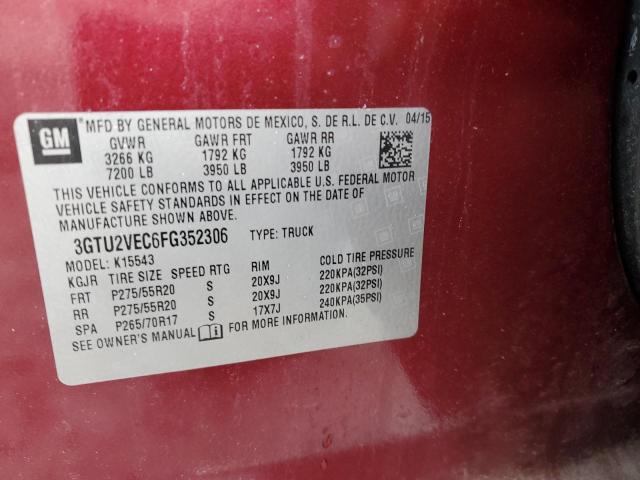 GM
*MFD BY GENERAL MOTORS DE MEXICO, S. DE R.L. DE C.V. 04/15
GVWR GAWR FRT GAWR RR
3266 KG 1792 KG 1792 KG
7200 LB 3950 LB 3950 LB
THIS VEHICLE CONFORMS TO ALL APPLICABLE U.S. FEDERAL MOTOR
VEHICLE SAFETY STANDARDS IN EFFECT ON THE DATE OF
MANUFACTURE SHOWN ABOVE.
3GTU2VEC6FG352306 TYPE: TRUCK
MODEL: K15543
KGJR TIRE SIZE SPEED RTG RIM COLD TIRE PRESSURE
FRT P275/55R20 S 20X9J 220KPA(32PSI)
RR P275/55R20 S 20X9J 220KPA(32PSI)
SPA P265/70R17 S 17X7J 240KPA(35PSI)
SEE OWNER'S MANUAL FOR MORE INFORMATION.